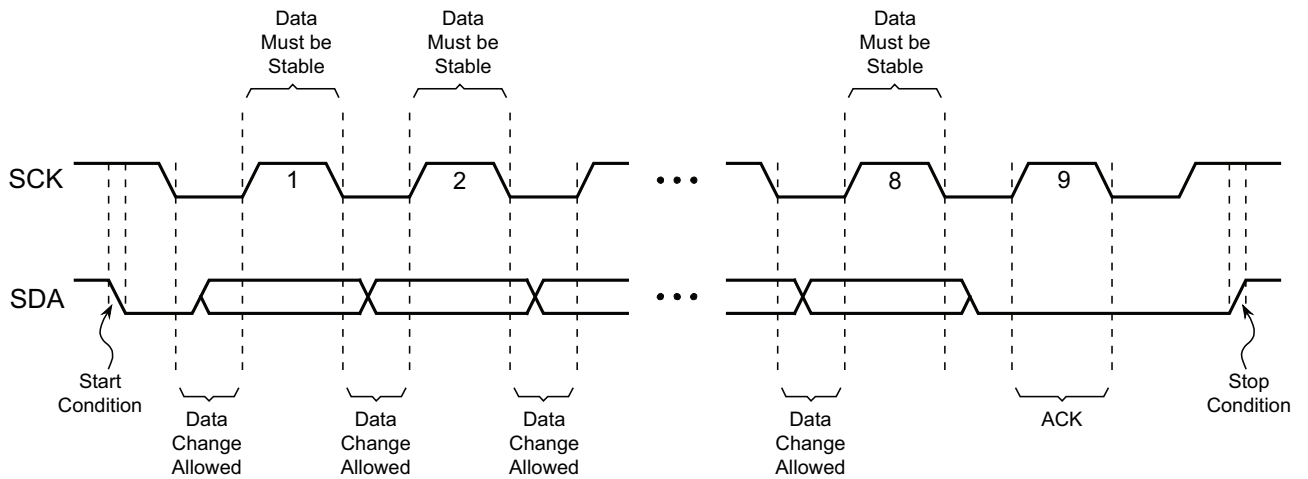 Data
Must be
Stable
Data
Must be
Stable
Data
Must be
Stable
SCK
1
2
• • •
8
9
SDA
• • •
Start
Condition
Data
Change
Allowed
Data
Change
Allowed
Data
Change
Allowed
Data
Change
Allowed
ACK
Stop
Condition